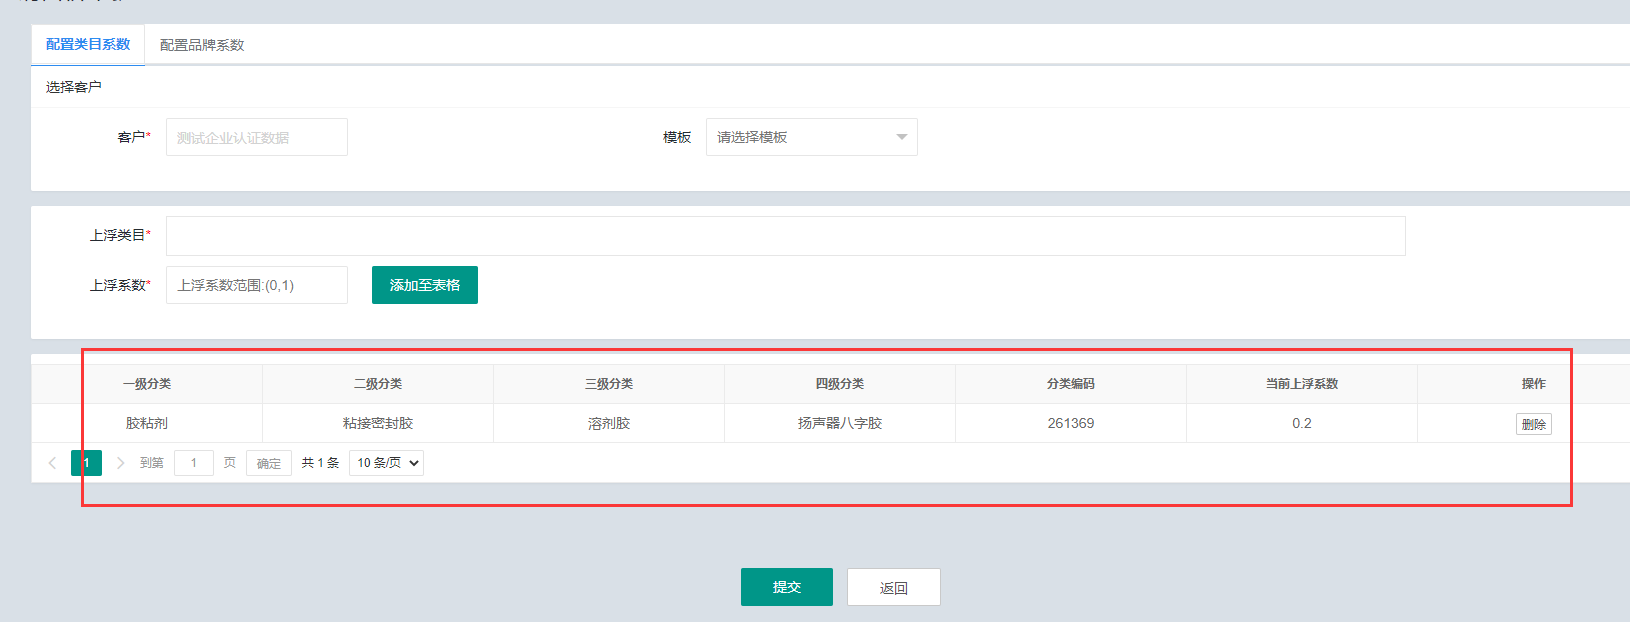 配置类目系数 配置品牌系数
选择客户
客户* 测试企业认证数据 模板 请选择模板
上浮类目*
上浮系数* 上浮系数范围:(0,1) 添加至表格
一级分类 二级分类 三级分类 四级分类 分类编码 当前上浮系数 操作
胶粘剂 粘接密封胶 溶剂胶 扬声器八字胶 261369 0.2 删除
1 到第 1 页 确定 共 1 条 10 条/页
提交 返回